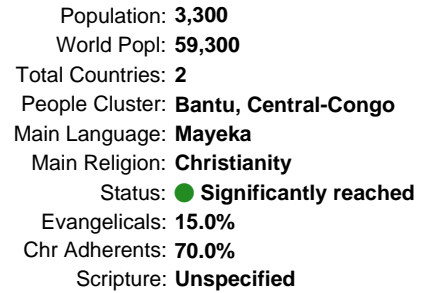 Population: 3,300
World Popl: 59,300
Total Countries: 2
People Cluster: Bantu, Central-Congo
Main Language: Mayeka
Main Religion: Christianity
Status: Significantly reached
Evangelicals: 15.0%
Chr Adherents: 70.0%
Scripture: Unspecified